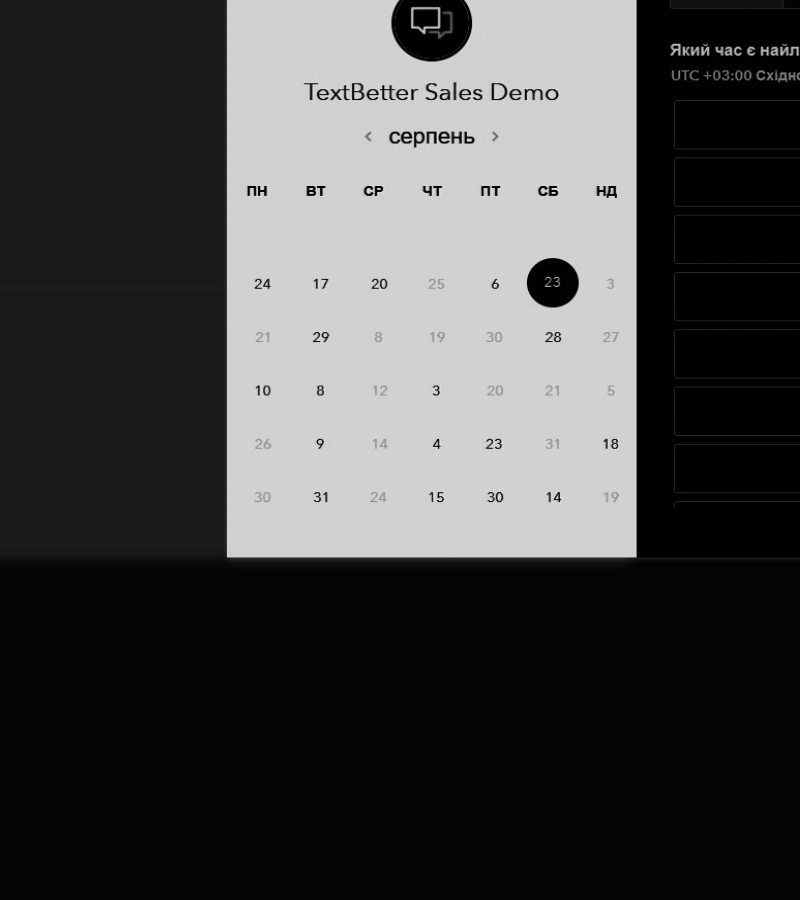 TextBetter Sales Demo
серпень
ПН ВТ СР ЧТ ПТ СБ НД
24 17 20 25 6 23 3
21 29 8 19 30 28 27
10 8 12 3 20 21 5
26 9 14 4 23 31 18
30 31 24 15 30 14 19
Який час є найл
UTC +03:00 Східно